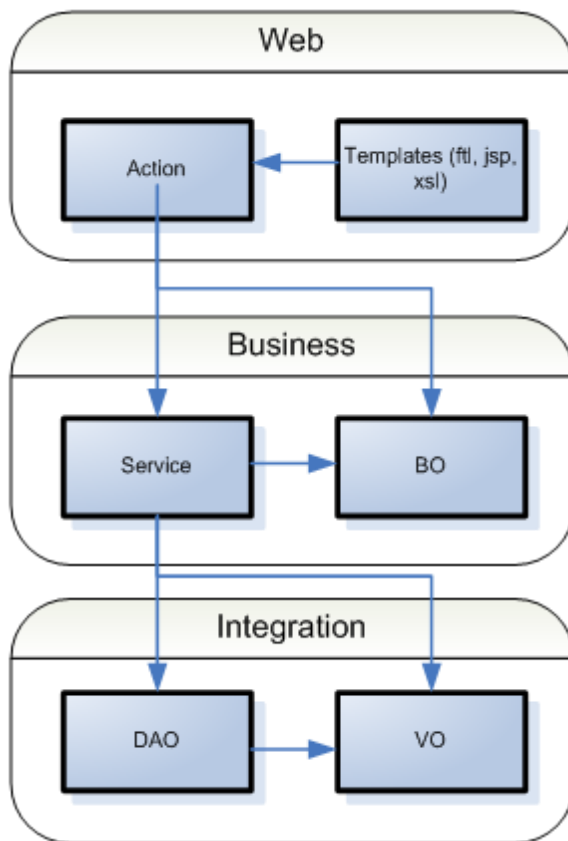 Web
Action
Templates (ftl, jsp,
xsl)
Business
Service
BO
Integration
DAO
VO